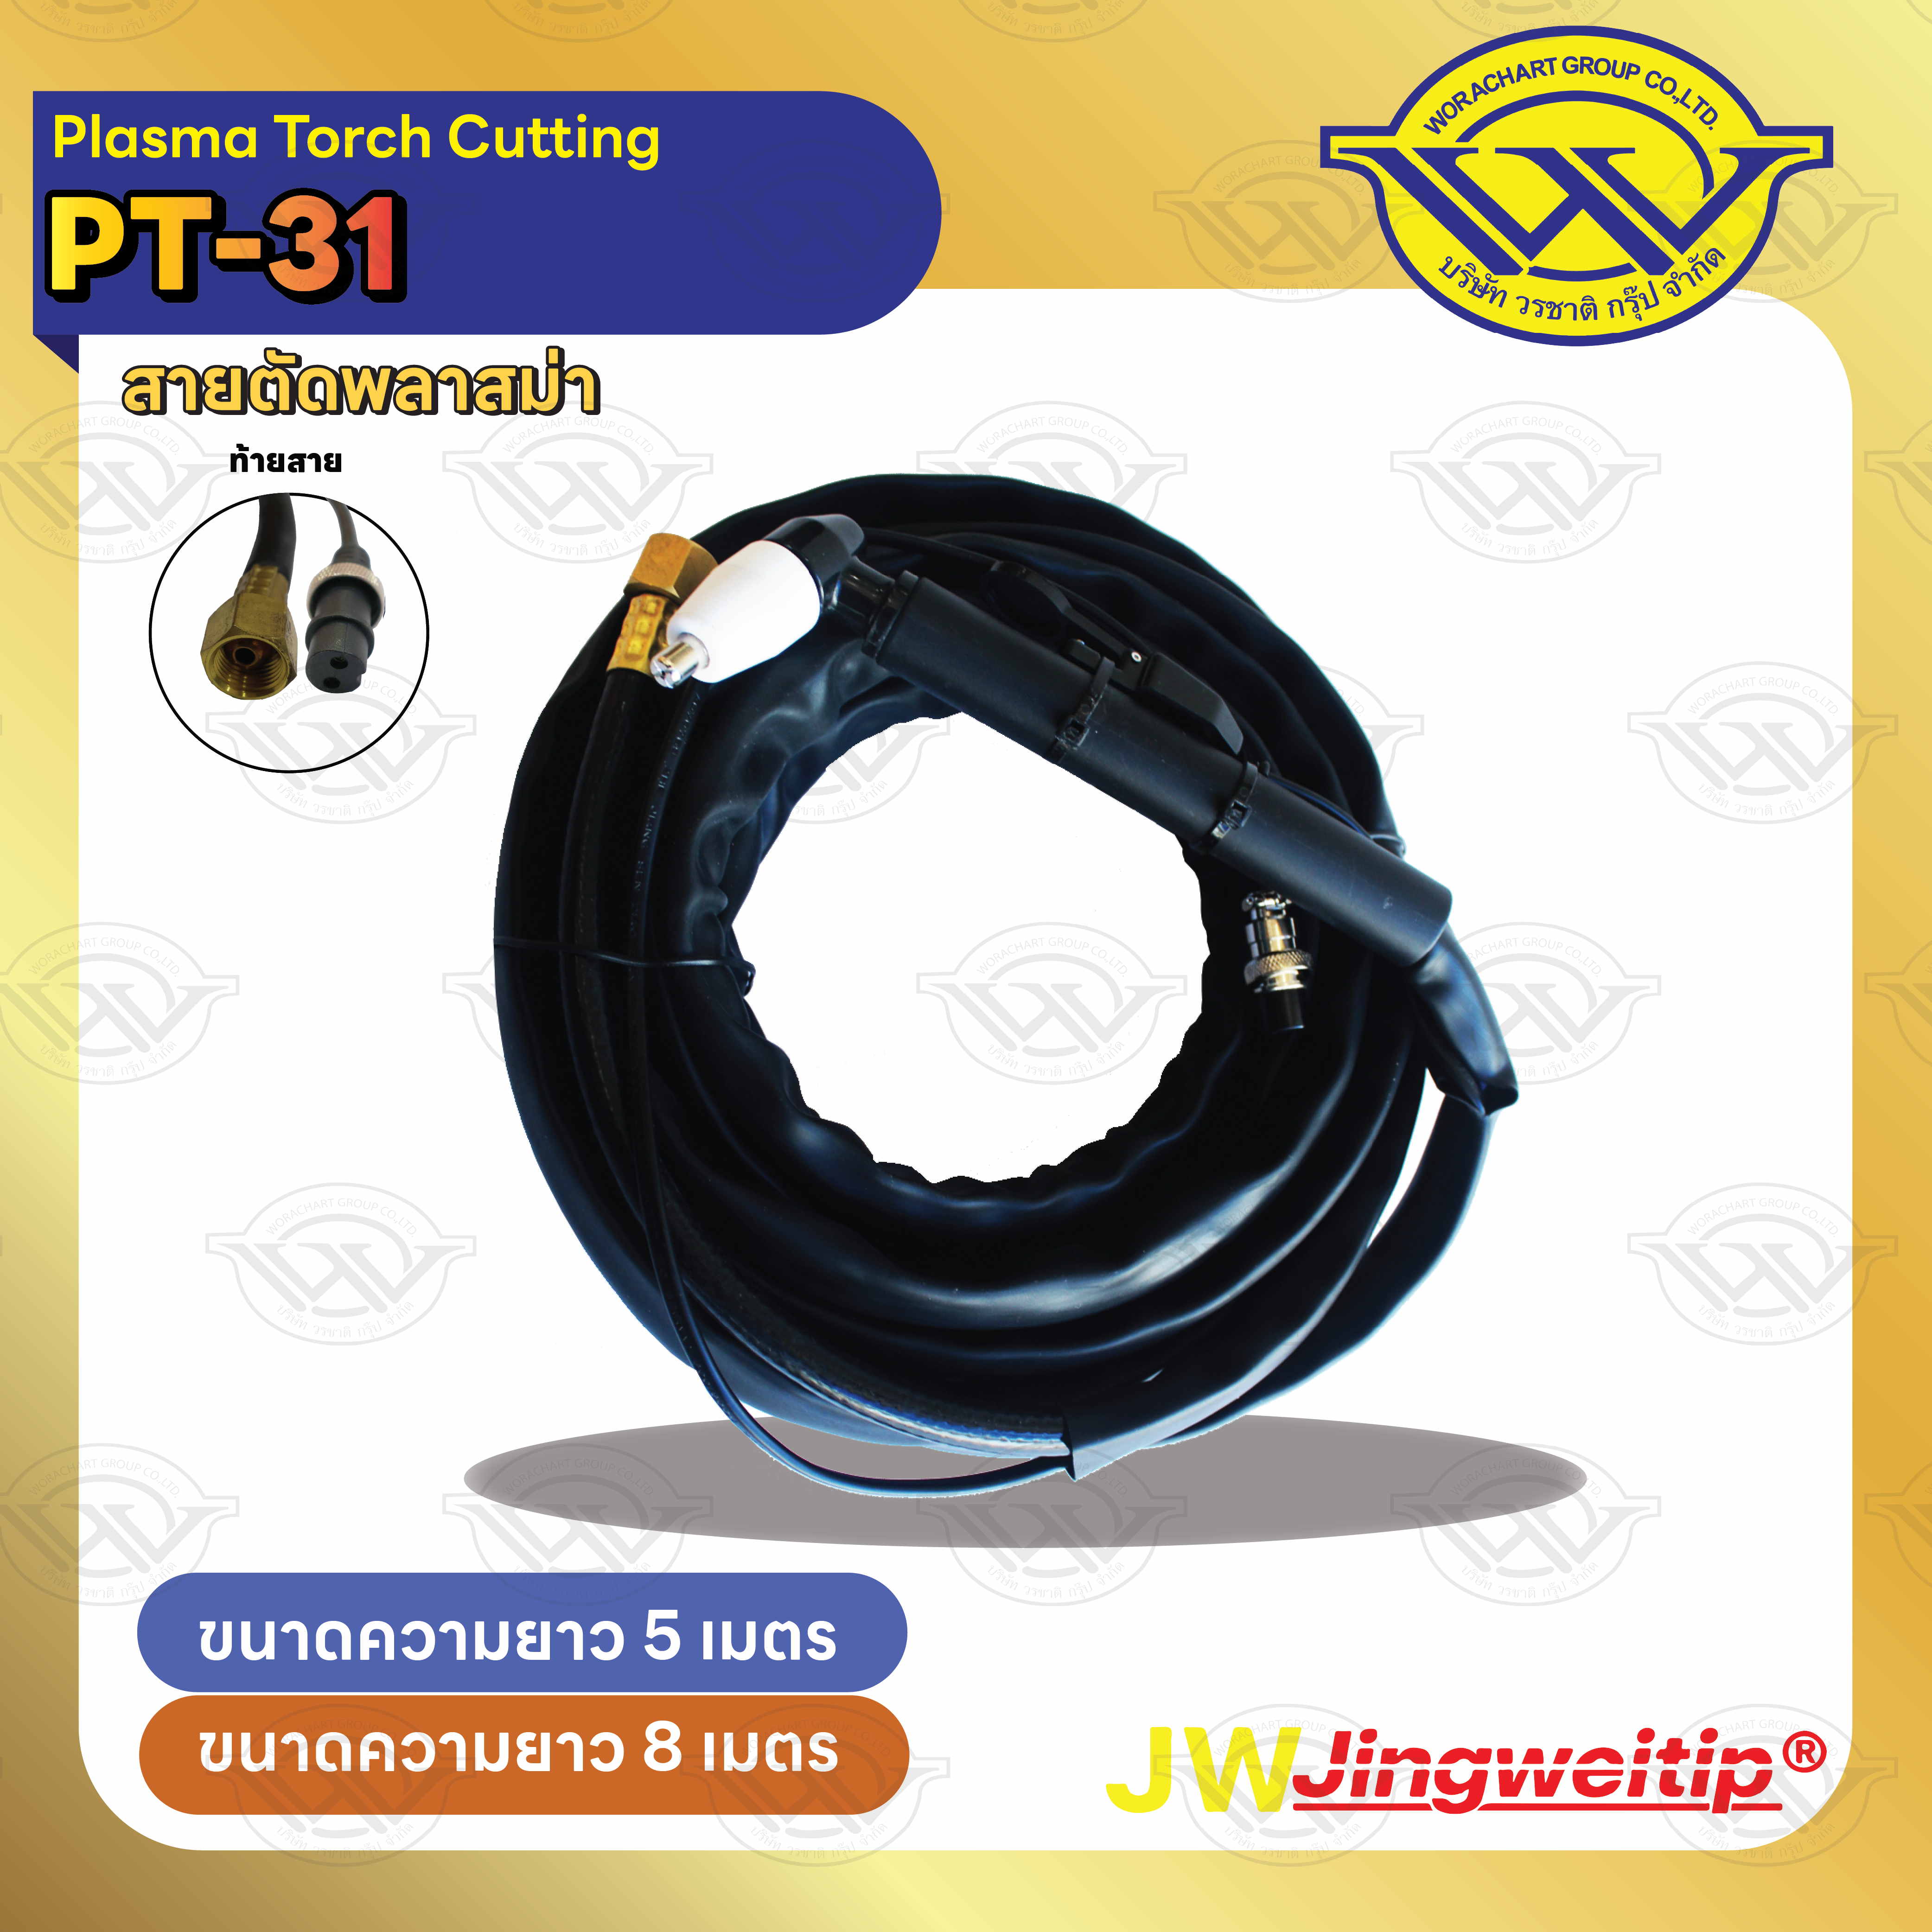 WORACHART GROUP CO.,LTD.
บริษัท วรชาติ กรุ๊ป จำกัด
Plasma Torch Cutting
PT-31
สายตัดพลาสม่า
ท้ายสาย
ขนาดความยาว 5 เมตร
ขนาดความยาว 8 เมตร
JW Jingweitip®